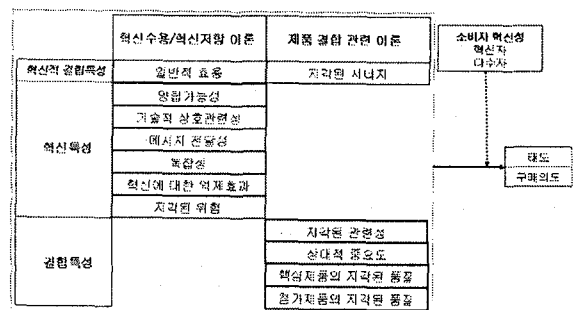 혁신수용/혁신저항 이론
제품 결합 관련 이론
소비자 혁신성
혁신자
다수자
혁신적 결합특성
일반적 효용
지각된 시너지
혁신특성
양립가능성
기술적 상호관련성
메시지 전달성
복잡성
혁신에 대한 억제효과
지각된 위험
태도
구매의도
결합특성
지각된 관련성
상대적 중요도
핵심제품의 지각된 품질
첨가제품의 지각된 품질